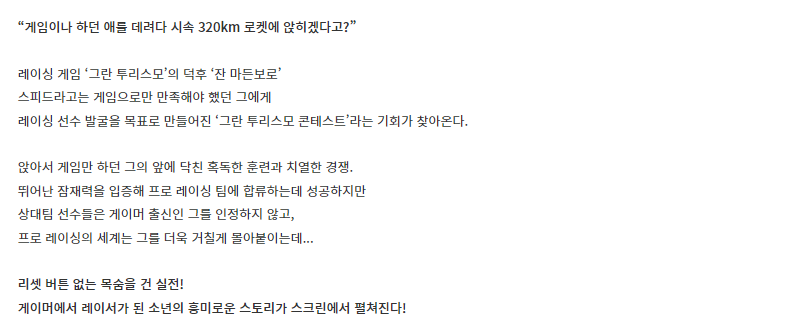 “게임이나 하던 애를 데려다 시속 320km 로켓에 앉히겠다고?”
레이싱 게임 ‘그란 투리스모’의 덕후 ‘잔 마든보로’
스피드라고는 게임으로만 만족해야 했던 그에게
레이싱 선수 발굴을 목표로 만들어진 ‘그란 투리스모 콘테스트’라는 기회가 찾아온다.
앉아서 게임만 하던 그의 앞에 닥친 혹독한 훈련과 치열한 경쟁.
뛰어난 잠재력을 입증해 프로 레이싱 팀에 합류하는데 성공하지만
상대팀 선수들은 게이머 출신인 그를 인정하지 않고,
프로 레이싱의 세계는 그를 더욱 거칠게 몰아붙이는데...
리셋 버튼 없는 목숨을 건 실전!
게이머에서 레이서가 된 소년의 흥미로운 스토리가 스크린에서 펼쳐진다!